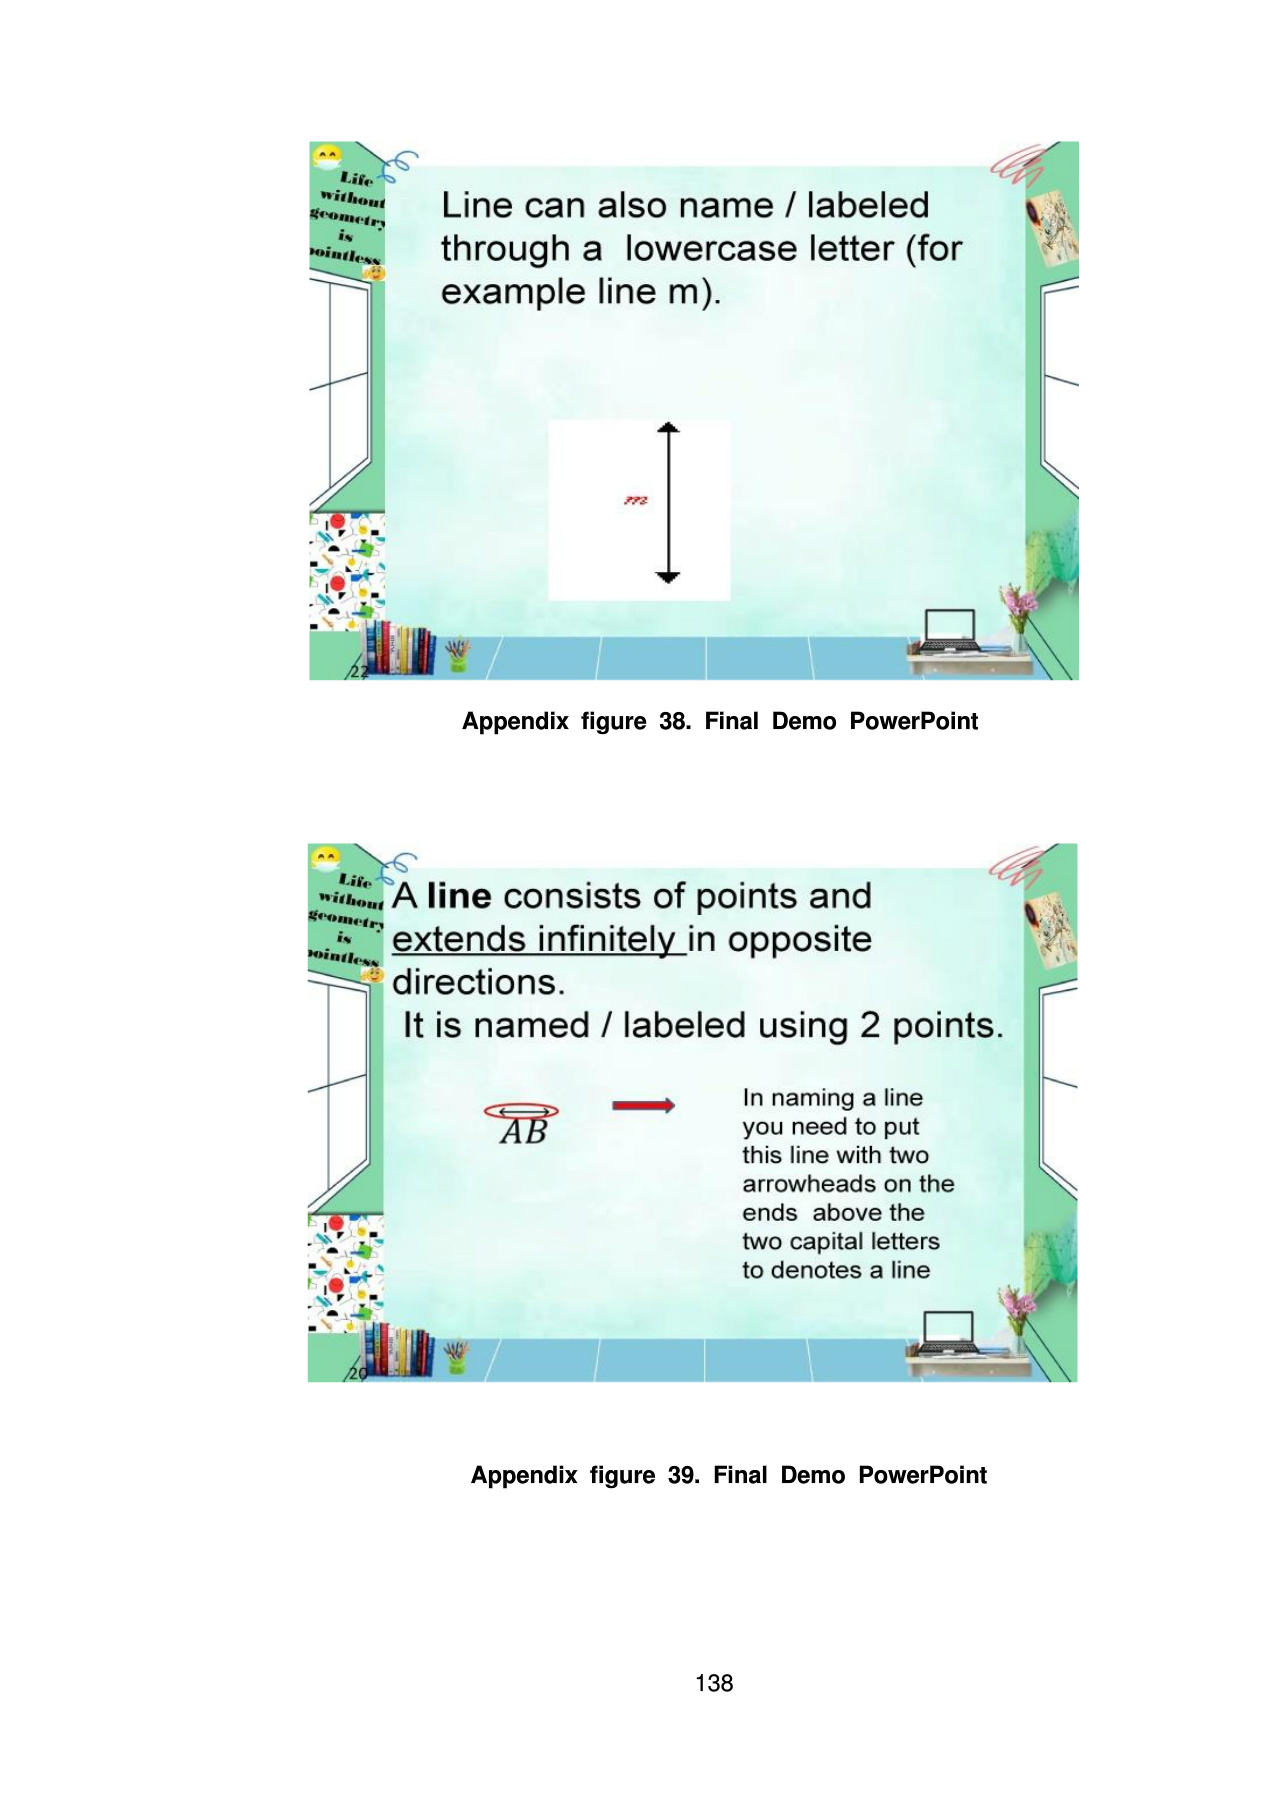 Life
without
geometry
is
pointless
Line can also name / labeled
through a lowercase letter (for
example line m).
m
22
Appendix figure 38. Final Demo PowerPoint
Life
without
geometry
is
pointless
A line consists of points and
extends infinitely in opposite
directions.
It is named / labeled using 2 points.
AB
In naming a line
you need to put
this line with two
arrowheads on the
ends above the
two capital letters
to denotes a line
20
Appendix figure 39. Final Demo PowerPoint
138